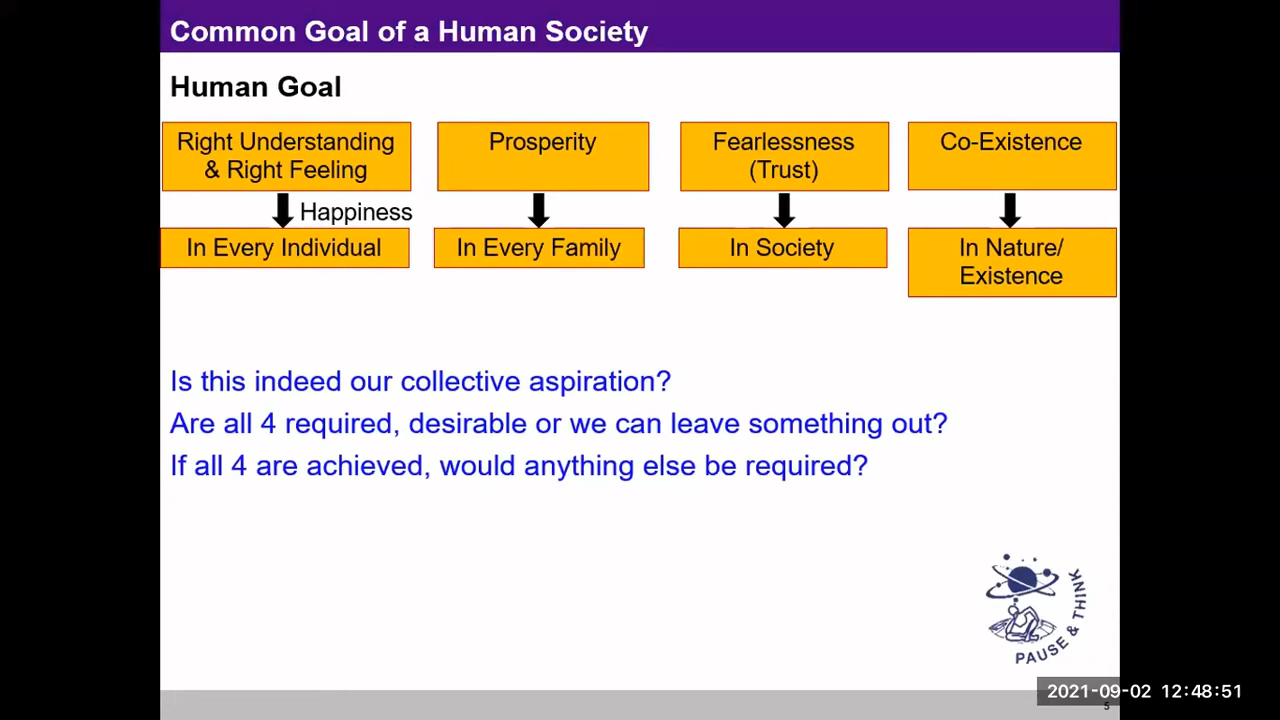 Common Goal of a Human Society
Human Goal
Right Understanding
& Right Feeling
Prosperity
Fearlessness
(Trust)
Co-Existence
Happiness
In Every Individual
In Every Family
In Society
In Nature/
Existence
Is this indeed our collective aspiration?
Are all 4 required, desirable or we can leave something out?
If all 4 are achieved, would anything else be required?
PAUSE & THINK
2021-09-02 12:48:51
5